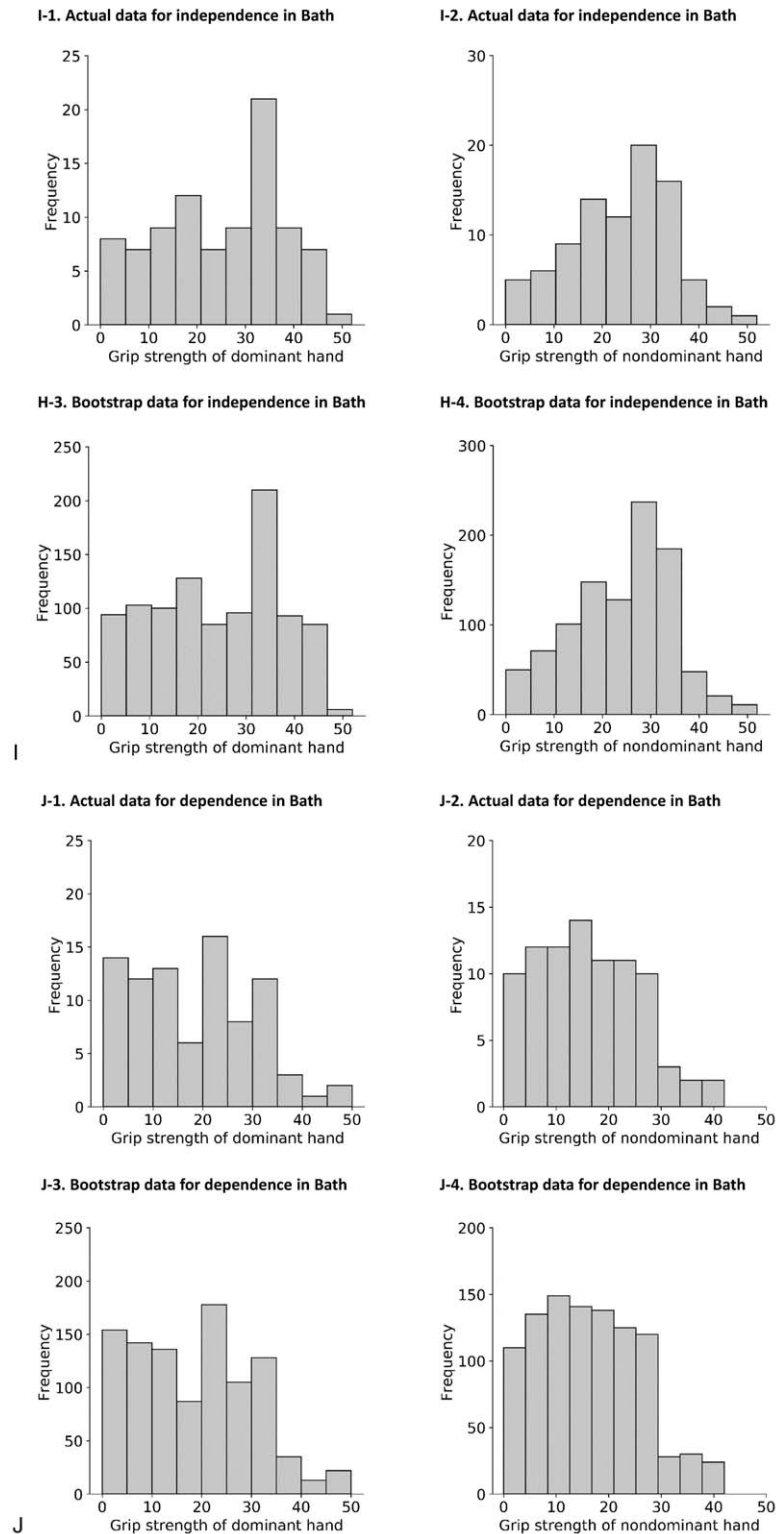 I-1. Actual data for independence in Bath
25
20
15
10
5
0
Frequency
0 10 20 30 40 50
Grip strength of dominant hand
I-2. Actual data for independence in Bath
30
20
10
0
Frequency
0 10 20 30 40 50
Grip strength of nondominant hand
H-3. Bootstrap data for independence in Bath
250
200
150
100
50
0
Frequency
0 10 20 30 40 50
Grip strength of dominant hand
H-4. Bootstrap data for independence in Bath
300
200
100
0
Frequency
0 10 20 30 40 50
Grip strength of nondominant hand
I
J-1. Actual data for dependence in Bath
25
20
15
10
5
0
Frequency
0 10 20 30 40 50
Grip strength of dominant hand
J-2. Actual data for dependence in Bath
20
15
10
5
0
Frequency
0 10 20 30 40 50
Grip strength of nondominant hand
J-3. Bootstrap data for dependence in Bath
250
200
150
100
50
0
Frequency
0 10 20 30 40 50
Grip strength of dominant hand
J-4. Bootstrap data for dependence in Bath
200
150
100
50
0
Frequency
0 10 20 30 40 50
Grip strength of nondominant hand
J